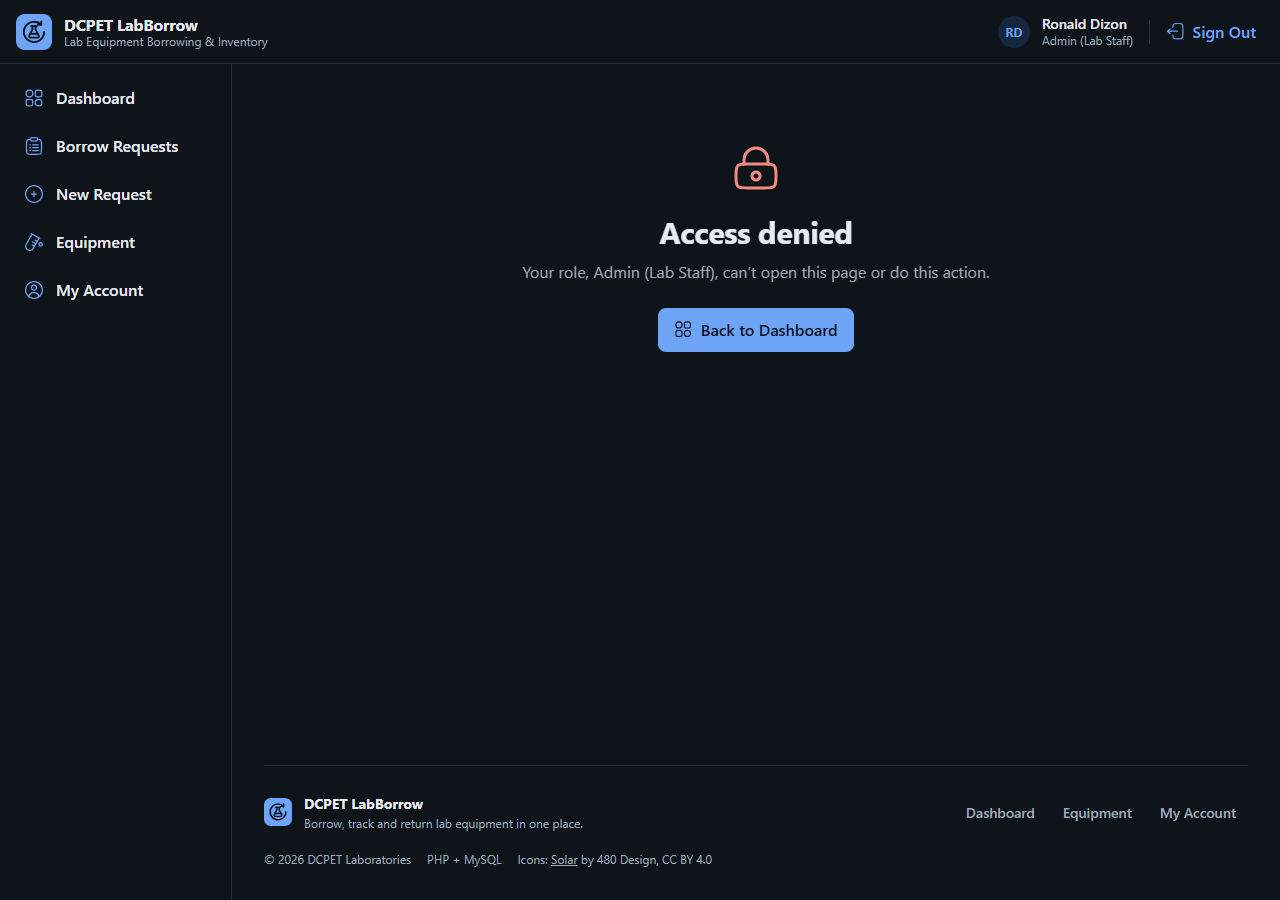 DCPET LabBorrow
Lab Equipment Borrowing & Inventory
RD
Ronald Dizon
Admin (Lab Staff)
Sign Out
Dashboard
Borrow Requests
New Request
Equipment
My Account
Access denied
Your role, Admin (Lab Staff), can’t open this page or do this action.
Back to Dashboard
DCPET LabBorrow
Borrow, track and return lab equipment in one place.
Dashboard
Equipment
My Account
© 2026 DCPET Laboratories
PHP + MySQL
Icons: Solar by 480 Design, CC BY 4.0